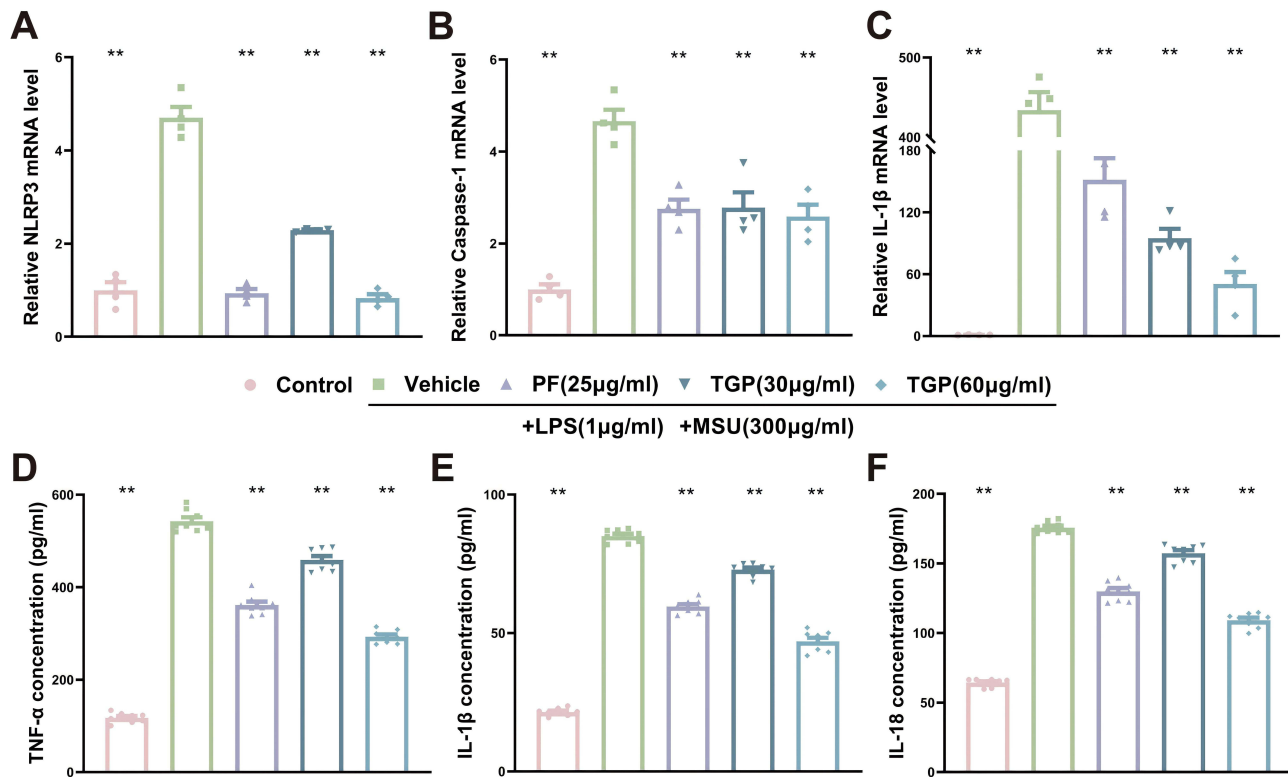 A
B
C
** ** ** **
** ** ** **
** ** ** **
Relative NLRP3 mRNA level
6
4
2
0
Relative Caspase-1 mRNA level
6
4
2
0
Relative IL-1β mRNA level
500
400
180
120
60
0
Control Vehicle PF(25μg/ml) TGP(30μg/ml) TGP(60μg/ml)
+LPS(1μg/ml) +MSU(300μg/ml)
D
E
F
** ** ** **
** ** ** **
** ** ** **
TNF-α concentration (pg/ml)
600
400
200
0
IL-1β concentration (pg/ml)
100
50
0
IL-18 concentration (pg/ml)
200
150
100
50
0